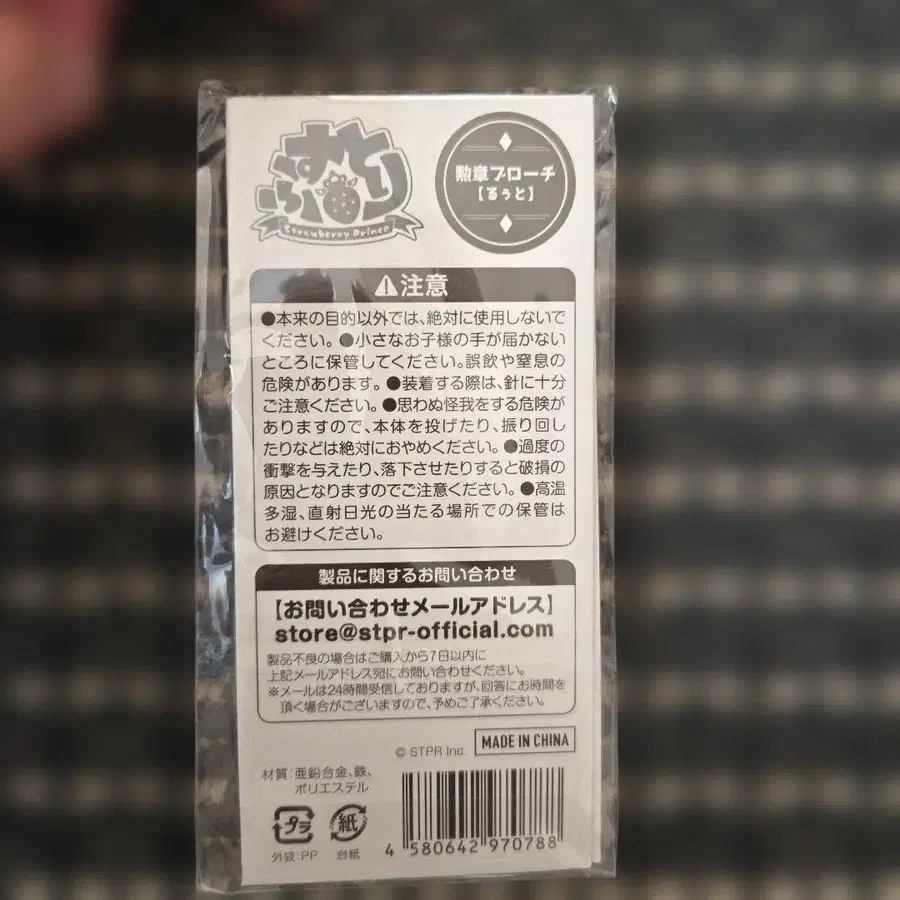 すとぷり
Strawberry Prince
勲章ブローチ
【るぅと】
⚠注意
●本来の目的以外では、絶対に使用しないで
ください。●小さなお子様の手が届かない
ところに保管してください。誤飲や窒息の
危険があります。●装着する際は、針に十分
ご注意ください。●思わぬ怪我をする危険が
ありますので、本体を投げたり、振り回し
たりなどは絶対におやめください。●過度の
衝撃を与えたり、落下させたりすると破損の
原因となりますのでご注意ください。●高温
多湿、直射日光の当たる場所での保管は
お避けください。
製品に関するお問い合わせ
【お問い合わせメールアドレス】
store@stpr-official.com
製品不良の場合はご購入から7日以内に
上記メールアドレス宛にお問い合わせください。
※メールは24時間受信しておりますが、回答にお時間を
頂く場合がございますので、予めご了承ください。
© STPR Inc.
MADE IN CHINA
材質:亜鉛合金、鉄、
ポリエステル
プラ
紙
外袋:PP
台紙
4 580642 970788